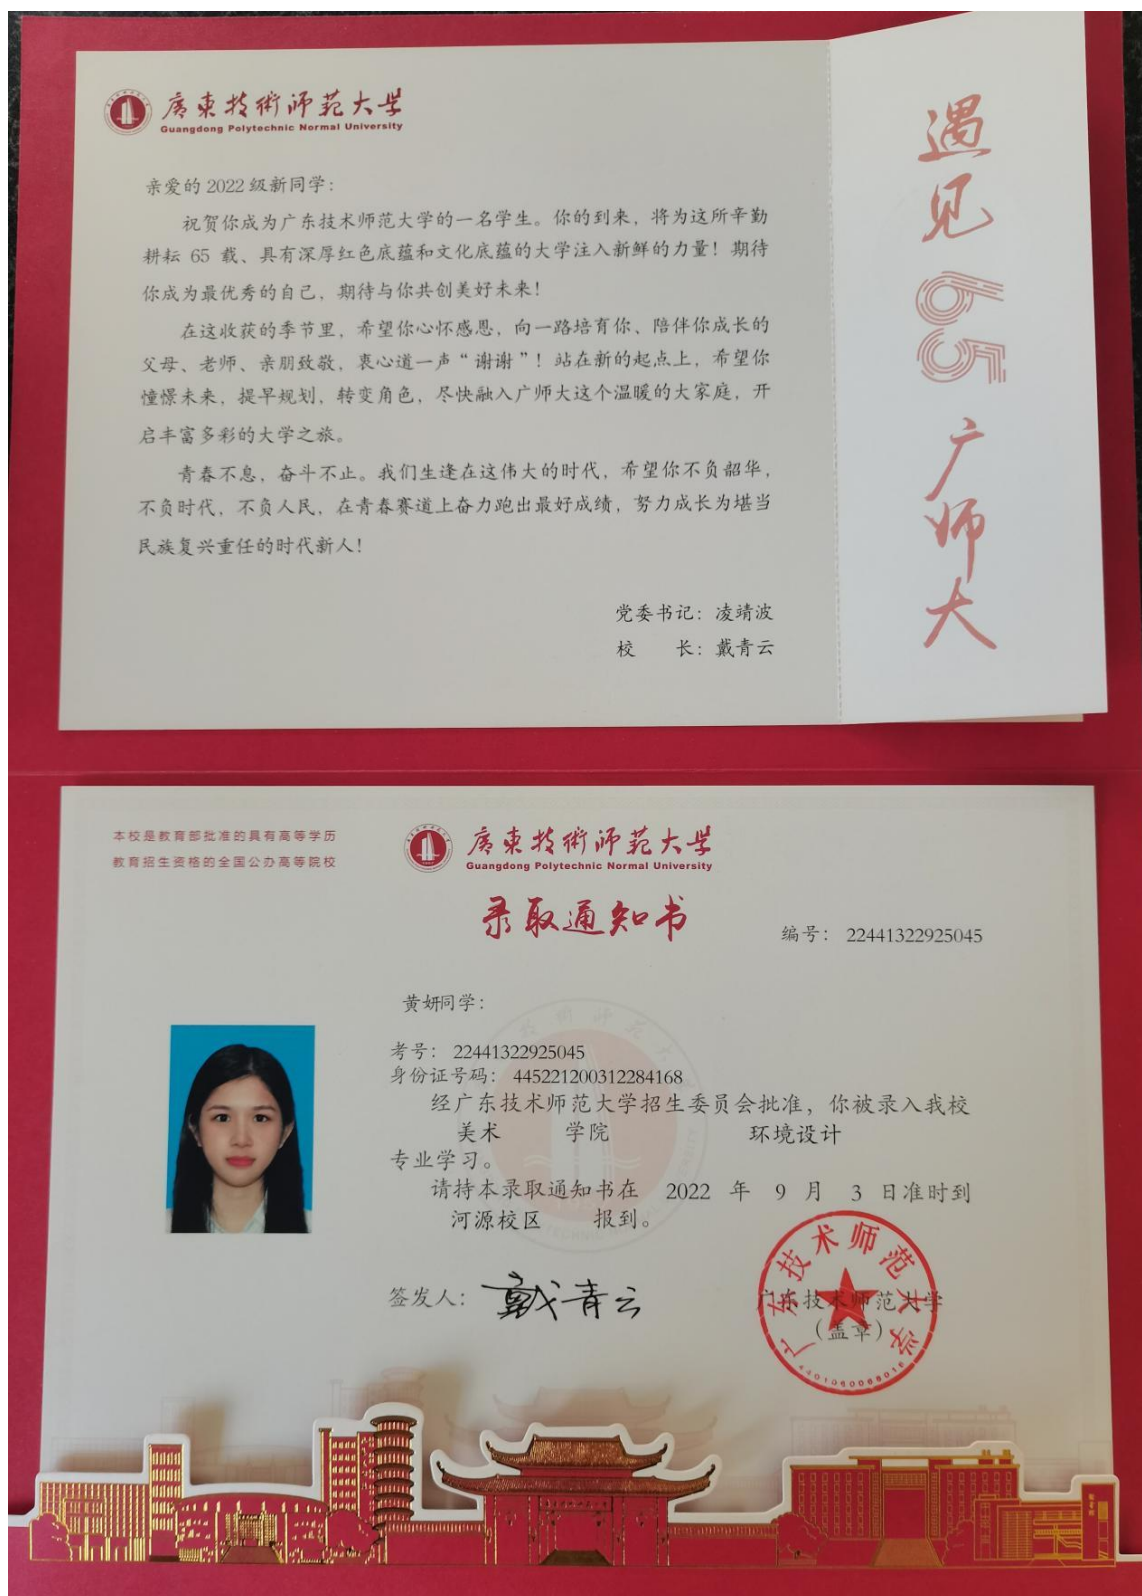 廣東技術师范大学
Guangdong Polytechnic Normal University
亲爱的 2022 级新同学：
祝贺你成为广东技术师范大学的一名学生。你的到来，将为这所辛勤
耕耘 65 载、具有深厚红色底蕴和文化底蕴的大学注入新鲜的力量！期待
你成为最优秀的自己，期待与你共创美好未来！
在这收获的季节里，希望你心怀感恩，向一路培育你、陪伴你成长的
父母、老师、亲朋致敬，衷心道一声“谢谢”！站在新的起点上，希望你
憧憬未来，提早规划，转变角色，尽快融入广师大这个温暖的大家庭，开
启丰富多彩的大学之旅。
青春不息，奋斗不止。我们生逢在这伟大的时代，希望你不负韶华，
不负时代，不负人民，在青春赛道上奋力跑出最好成绩，努力成长为堪当
民族复兴重任的时代新人！
党委书记：凌靖波
校 长：戴青云
遇见65广师大
本校是教育部批准的具有高等学历
教育招生资格的全国公办高等院校
廣東技術师范大学
Guangdong Polytechnic Normal University
录取通知书
编号： 22441322925045
黄妍同学：
考号： 22441322925045
身份证号码： 445221200312284168
经广东技术师范大学招生委员会批准，你被录入我校
美术 学院 环境设计
专业学习。
请持本录取通知书在 2022 年 9 月 3 日准时到
河源校区 报到。
签发人：戴青云
广东技术师范大学
（盖章）
广东技术师范大学